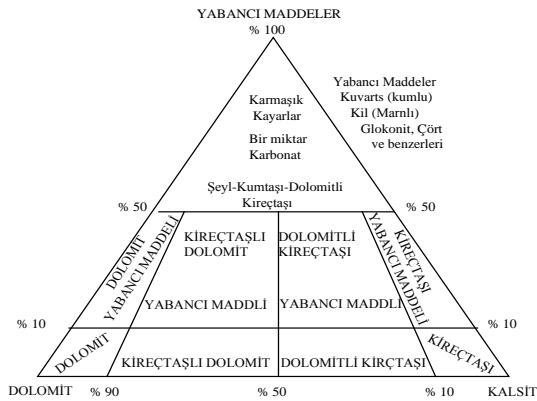 YABANCI MADDELER
% 100
Yabancı Maddeler
Kuvarts (kumlu)
Kil (Marnlı)
Glokonit, Çört
ve benzerleri
Karmaşık
Kayarlar
Bir miktar
Karbonat
Şeyl-Kumtaşı-Dolomitli
Kireçtaşı
% 50
% 50
DOLOMİT
YABANCI MADDELİ
KİREÇTAŞLI
DOLOMİT
DOLOMİTLİ
KİREÇTAŞI
KİREÇTAŞI
YABANCI MADDELİ
YABANCI MADDLİ
YABANCI MADDLİ
% 10
% 10
DOLOMİT
KİREÇTAŞLI DOLOMİT
DOLOMİTLİ KİRÇTAŞI
KİREÇTAŞI
DOLOMİT
% 90
% 50
% 10
KALSİT